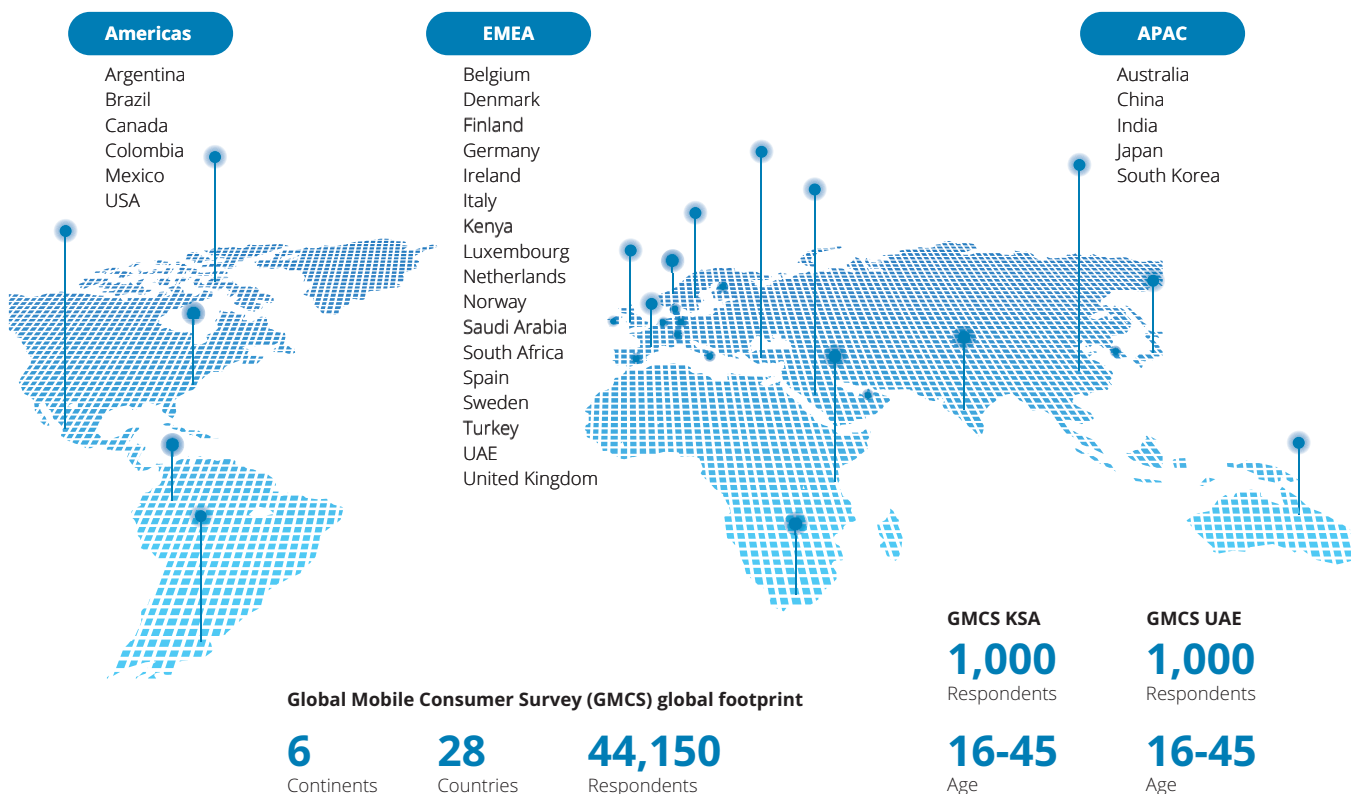 Americas
Argentina
Brazil
Canada
Colombia
Mexico
USA
EMEA
Belgium
Denmark
Finland
Germany
Ireland
Italy
Kenya
Luxembourg
Netherlands
Norway
Saudi Arabia
South Africa
Spain
Sweden
Turkey
UAE
United Kingdom
APAC
Australia
China
India
Japan
South Korea
Global Mobile Consumer Survey (GMCS) global footprint
6
Continents
28
Countries
44,150
Respondents
GMCS KSA
1,000
Respondents
16-45
Age
GMCS UAE
1,000
Respondents
16-45
Age